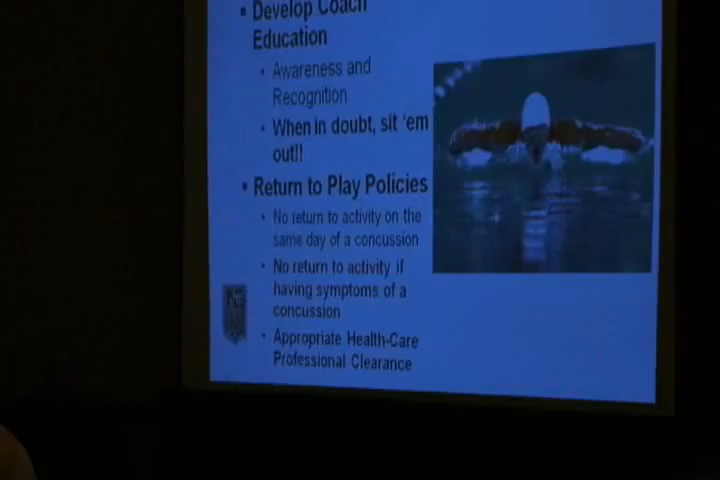 Develop Coach
Education
Awareness and
Recognition
When in doubt, sit 'em
out!!
Return to Play Policies
No return to activity on the
same day of a concussion
No return to activity if
having symptoms of a
concussion
Appropriate Health-Care
Professional Clearance